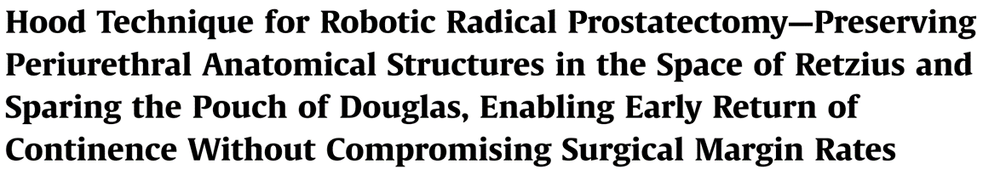 Hood Technique for Robotic Radical Prostatectomy—Preserving
Periurethral Anatomical Structures in the Space of Retzius and
Sparing the Pouch of Douglas, Enabling Early Return of
Continence Without Compromising Surgical Margin Rates